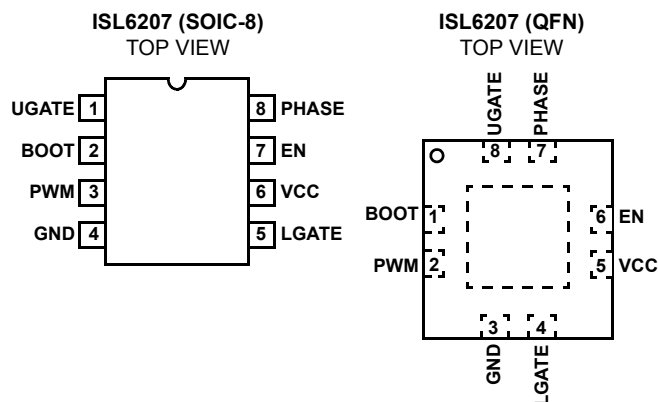 ISL6207 (SOIC-8)
TOP VIEW
UGATE 1
8 PHASE
BOOT 2
7 EN
PWM 3
6 VCC
GND 4
5 LGATE
ISL6207 (QFN)
TOP VIEW
UGATE
PHASE
8
7
BOOT 1
6 EN
PWM 2
5 VCC
3
4
GND
LGATE